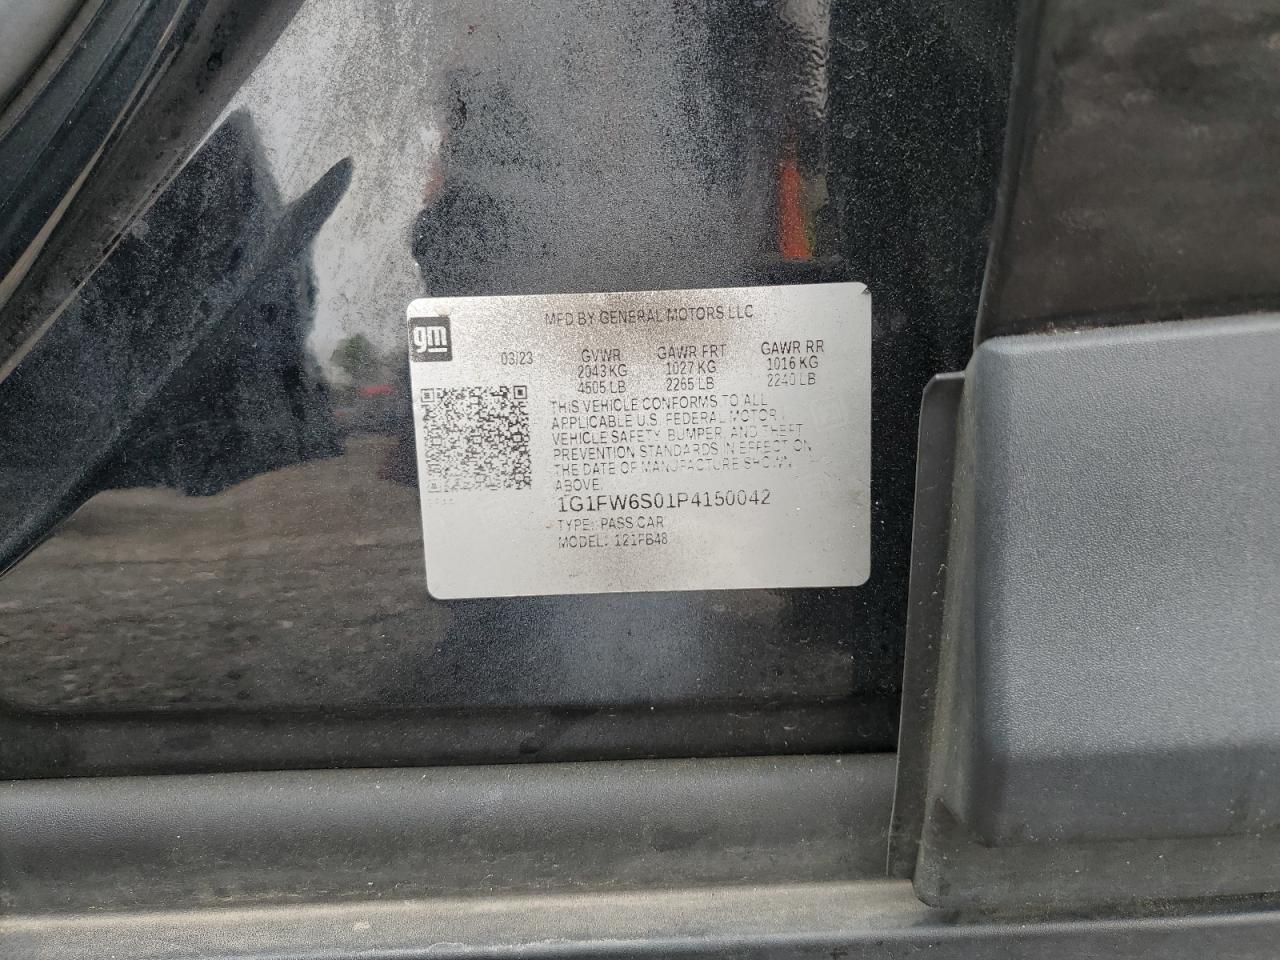 MFD BY GENERAL MOTORS LLC
gm
03/23 GVWR GAWR FRT GAWR RR
2043 KG 1027 KG 1016 KG
4505 LB 2265 LB 2240 LB
THIS VEHICLE CONFORMS TO ALL
APPLICABLE U.S. FEDERAL MOTOR
VEHICLE SAFETY, BUMPER, AND THEFT
PREVENTION STANDARDS IN EFFECT ON
THE DATE OF MANUFACTURE SHOWN
ABOVE.
1G1FW6S01P4150042
TYPE: PASS CAR
MODEL: 121FB48